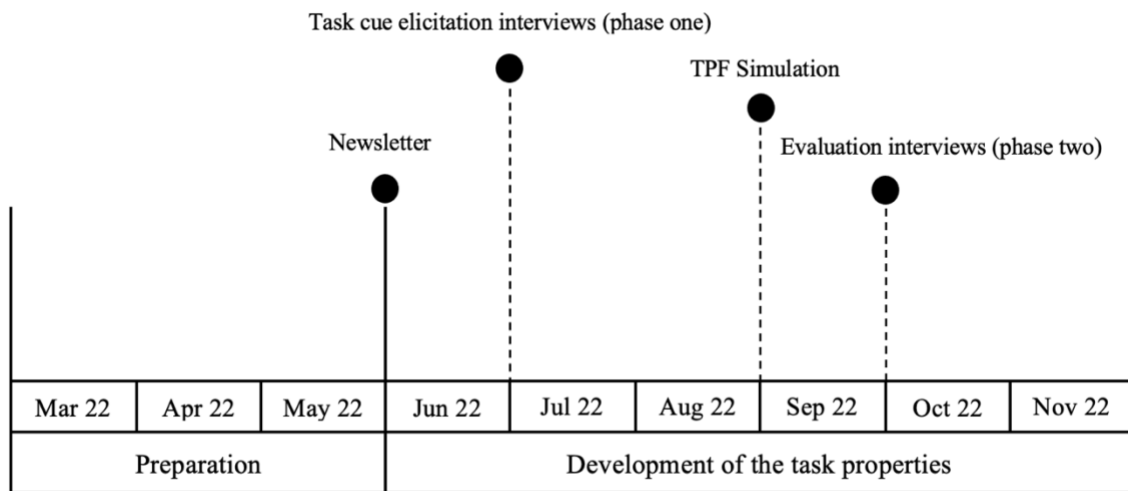 Task cue elicitation interviews (phase one)
TPF Simulation
Newsletter
Evaluation interviews (phase two)
Mar 22 Apr 22 May 22 Jun 22 Jul 22 Aug 22 Sep 22 Oct 22 Nov 22
Preparation Development of the task properties